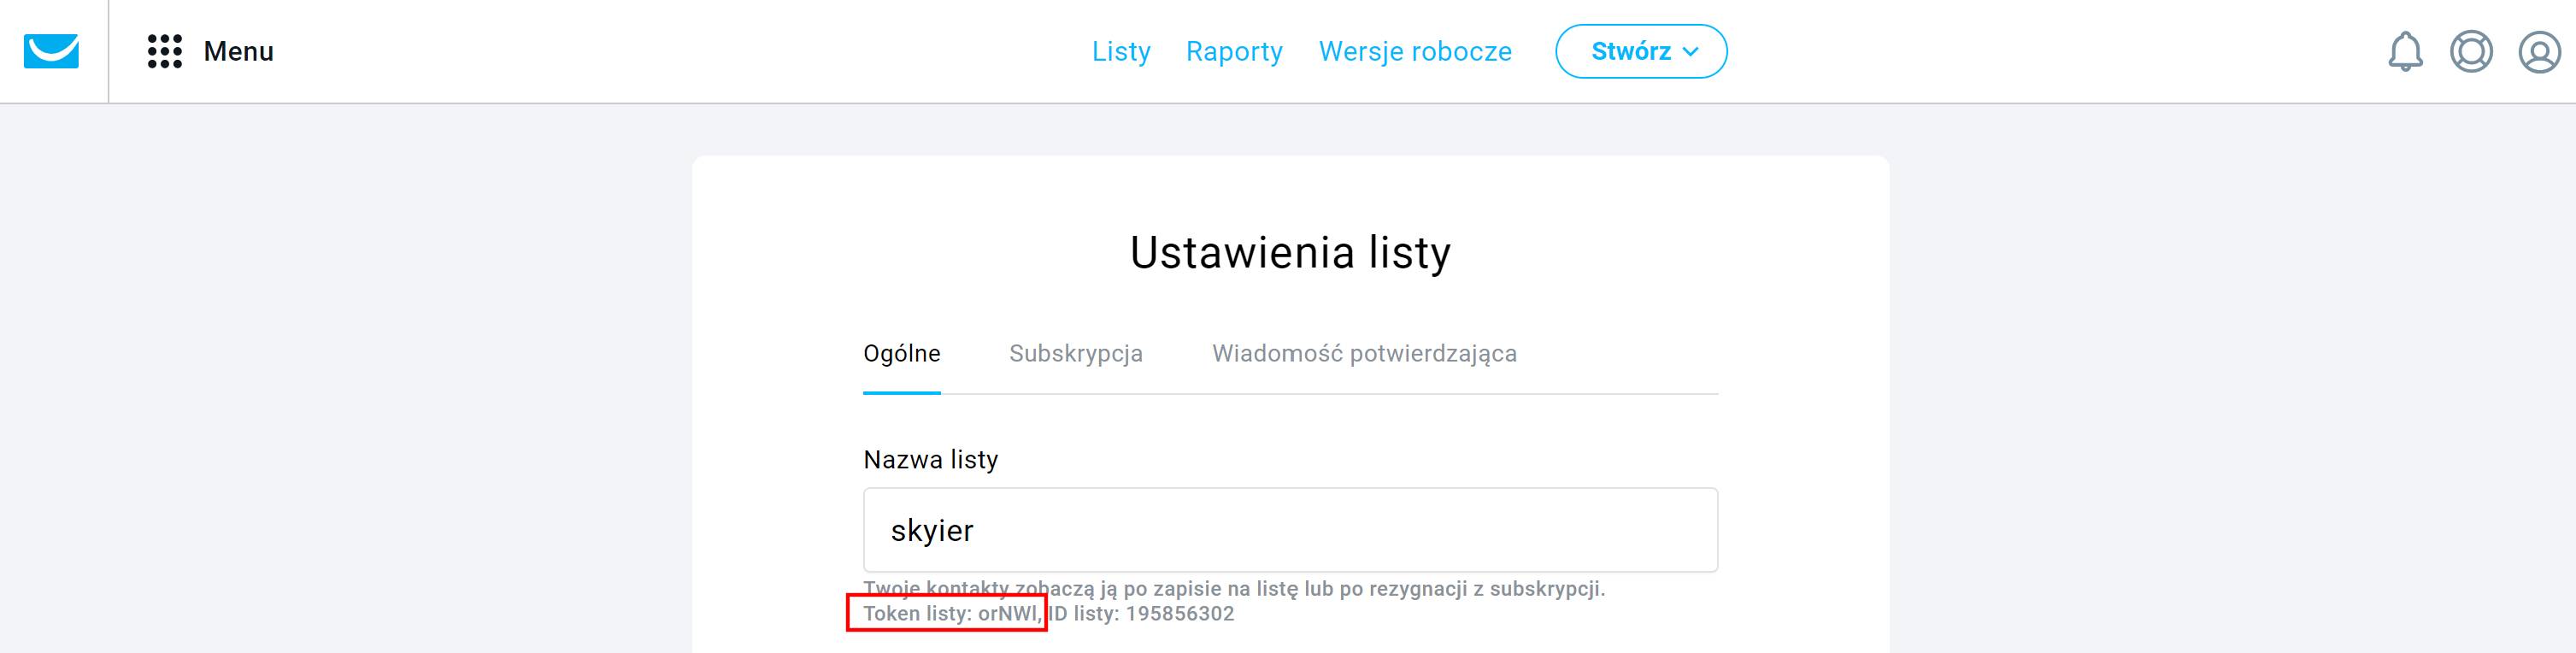 Menu
Listy Raporty Wersje robocze Stwórz
Ustawienia listy
Ogólne Subskrypcja Wiadomość potwierdzająca
Nazwa listy
skyier
Twoje kontakty zobaczą ją po zapisie na listę lub po rezygnacji z subskrypcji.
Token listy: orNWl, ID listy: 195856302